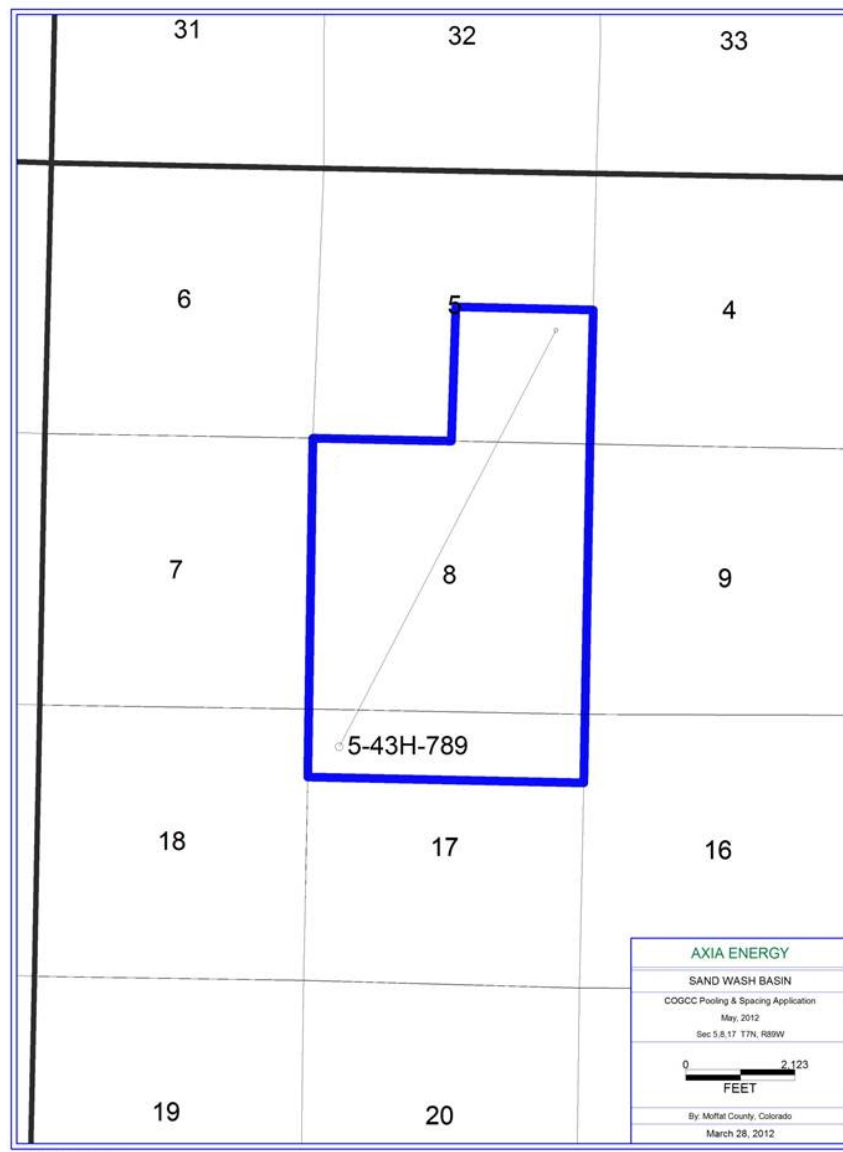 31
32
33
6
5
4
7
8
9
5-43H-789
18
17
16
AXIA ENERGY
SAND WASH BASIN
COGCC Pooling & Spacing Application
May, 2012
Sec 5,8,17 T7N, R89W
0 2,123
FEET
By: Moffat County, Colorado
March 28, 2012
19
20